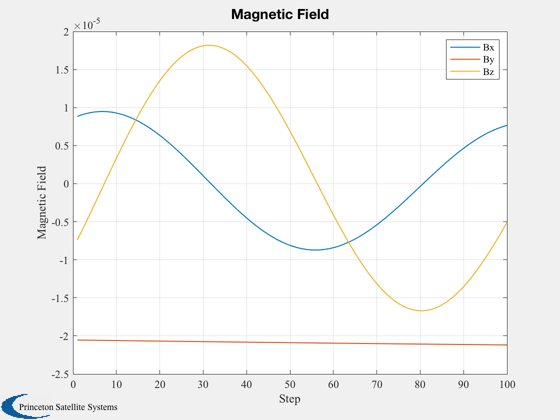 Magnetic Field
×10^-5
2
1.5
1
0.5
0
-0.5
-1
-1.5
-2
-2.5
Magnetic Field
Bx
By
Bz
0 10 20 30 40 50 60 70 80 90 100
Step
Princeton Satellite Systems